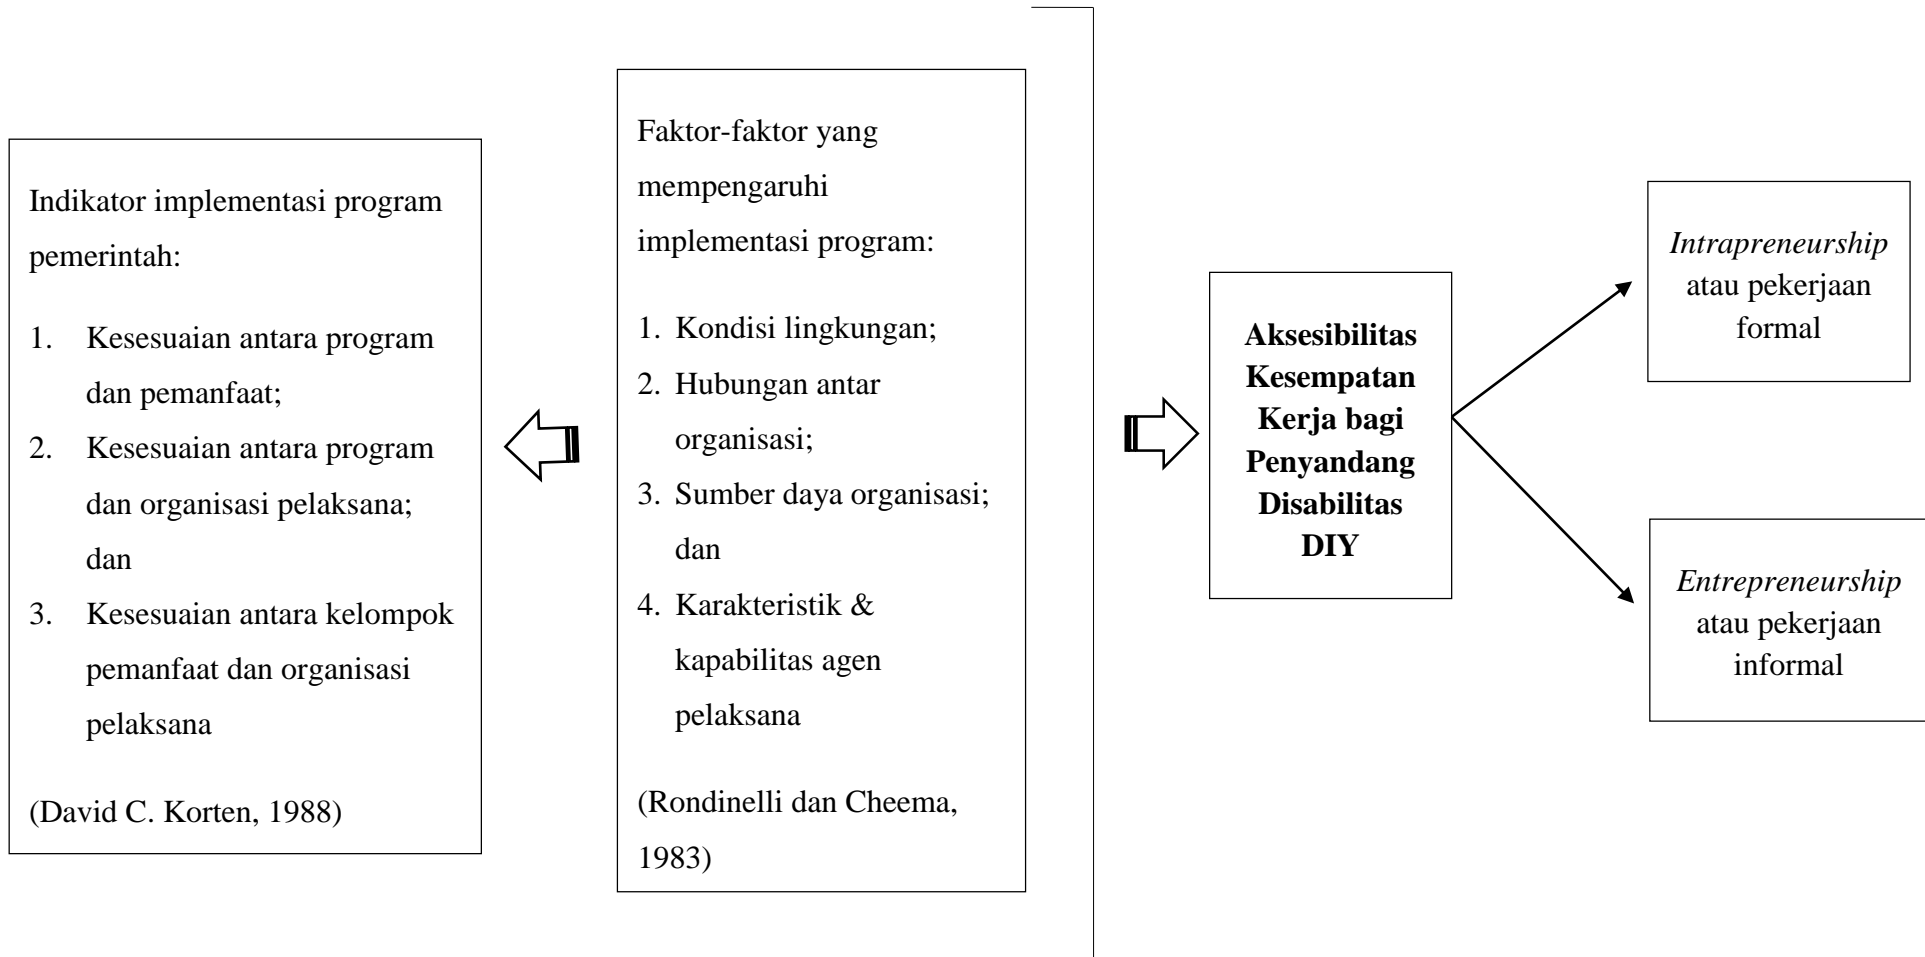 Indikator implementasi program
pemerintah:
1. Kesesuaian antara program
dan pemanfaat;
2. Kesesuaian antara program
dan organisasi pelaksana;
dan
3. Kesesuaian antara kelompok
pemanfaat dan organisasi
pelaksana
(David C. Korten, 1988)
Faktor-faktor yang
mempengaruhi
implementasi program:
1. Kondisi lingkungan;
2. Hubungan antar
organisasi;
3. Sumber daya organisasi;
dan
4. Karakteristik &
kapabilitas agen
pelaksana
(Rondinelli dan Cheema,
1983)
Aksesibilitas
Kesempatan
Kerja bagi
Penyandang
Disabilitas
DIY
Intrapreneurship
atau pekerjaan
formal
Entrepreneurship
atau pekerjaan
informal